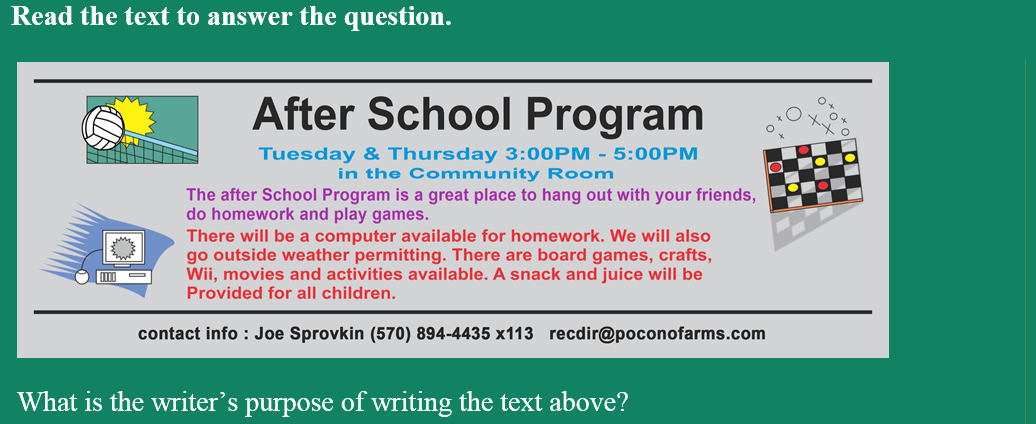 Read the text to answer the question.
After School Program
Tuesday & Thursday 3:00PM - 5:00PM
in the Community Room
The after School Program is a great place to hang out with your friends,
do homework and play games.
There will be a computer available for homework. We will also
go outside weather permitting. There are board games, crafts,
Wii, movies and activities available. A snack and juice will be
Provided for all children.
contact info : Joe Sprovkin (570) 894-4435 x113 recdir@poconofarms.com
What is the writer’s purpose of writing the text above?